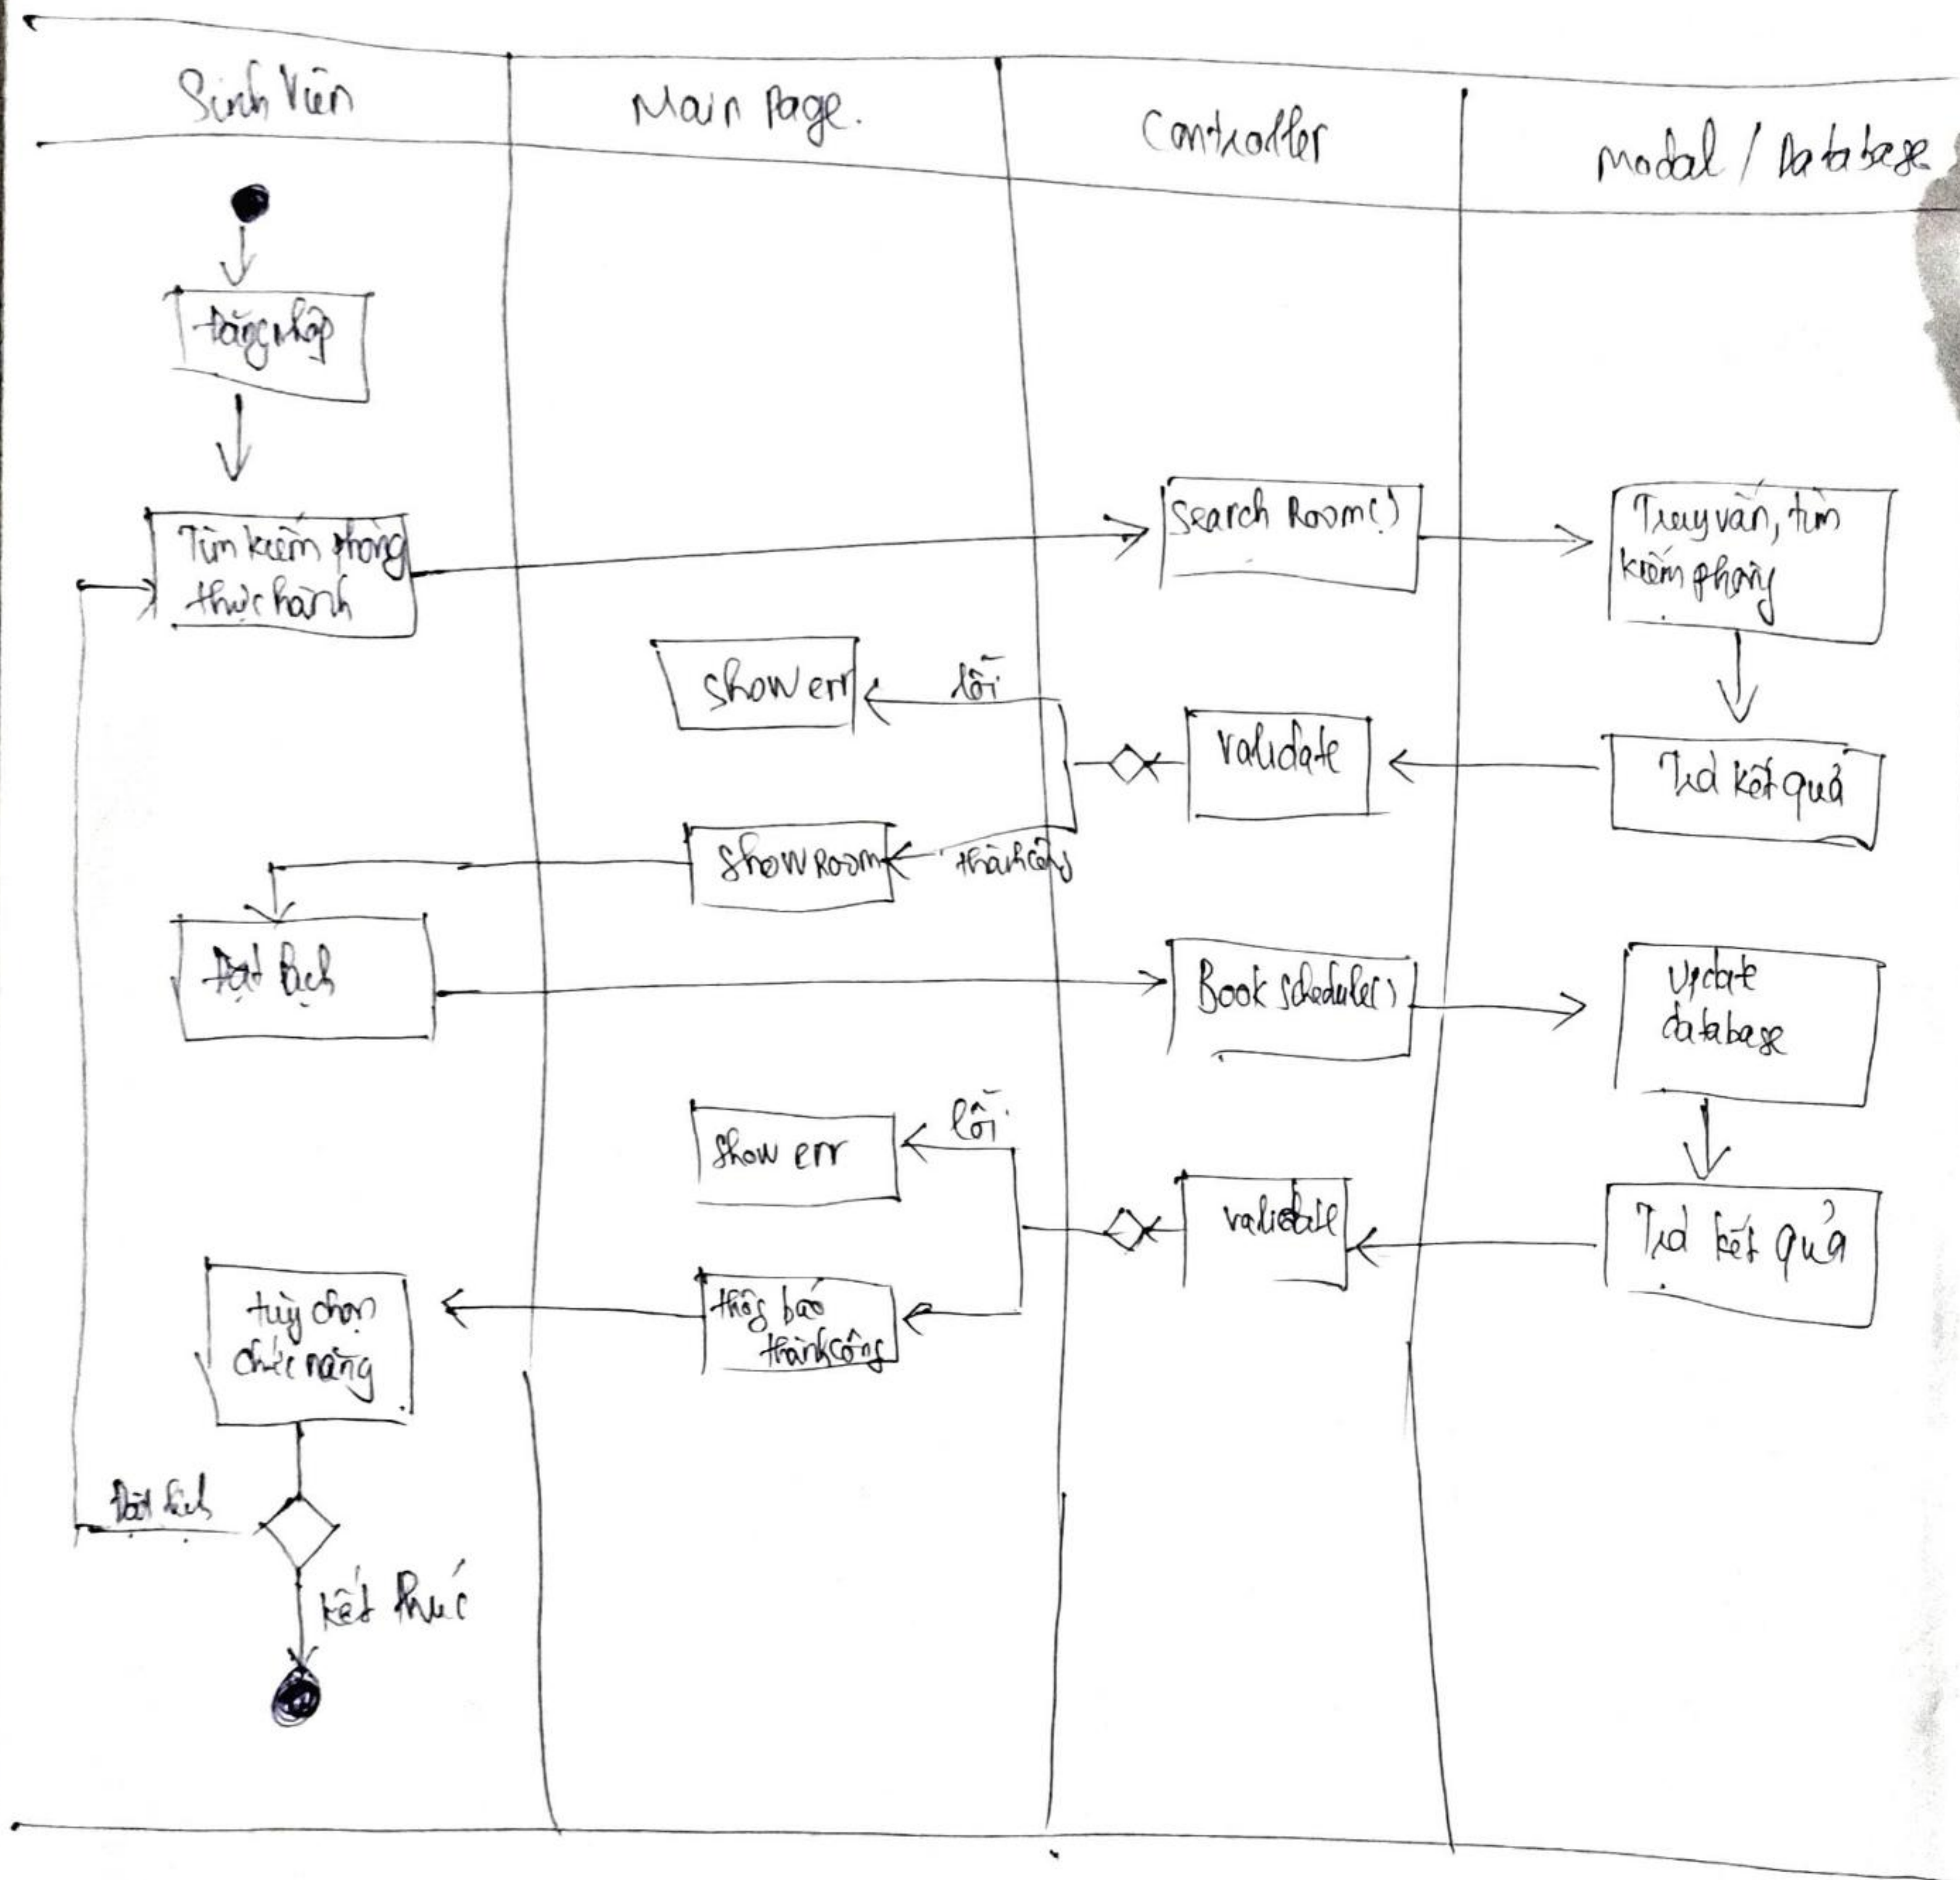 Sinh Viên
Main Page.
Controller
Modal / Database
Đăng nhập
Tìm kiếm phòng
thực hành
Search Room()
Truy vấn, tìm
kiếm phòng
show err
lỗi
validate
Trả kết quả
show Room
thành công
Đặt lịch
Book schedule()
Update
database
show err
lỗi
validate
Trả kết quả
tuỳ chọn
chức năng
thông báo
thành công
Đặt lịch
kết thúc